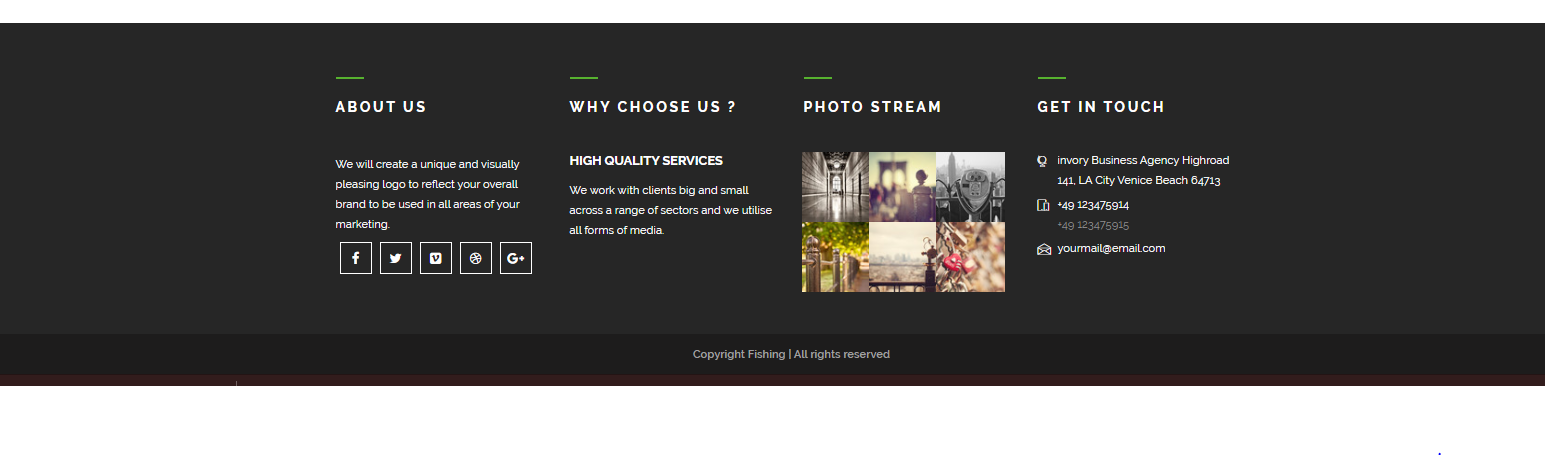 ABOUT US
We will create a unique and visually
pleasing logo to reflect your overall
brand to be used in all areas of your
marketing.
WHY CHOOSE US ?
HIGH QUALITY SERVICES
We work with clients big and small
across a range of sectors and we utilise
all forms of media.
PHOTO STREAM
GET IN TOUCH
invory Business Agency Highroad
141, LA City Venice Beach 64713
+49 123475914
+49 123475915
yourmail@email.com
Copyright Fishing | All rights reserved